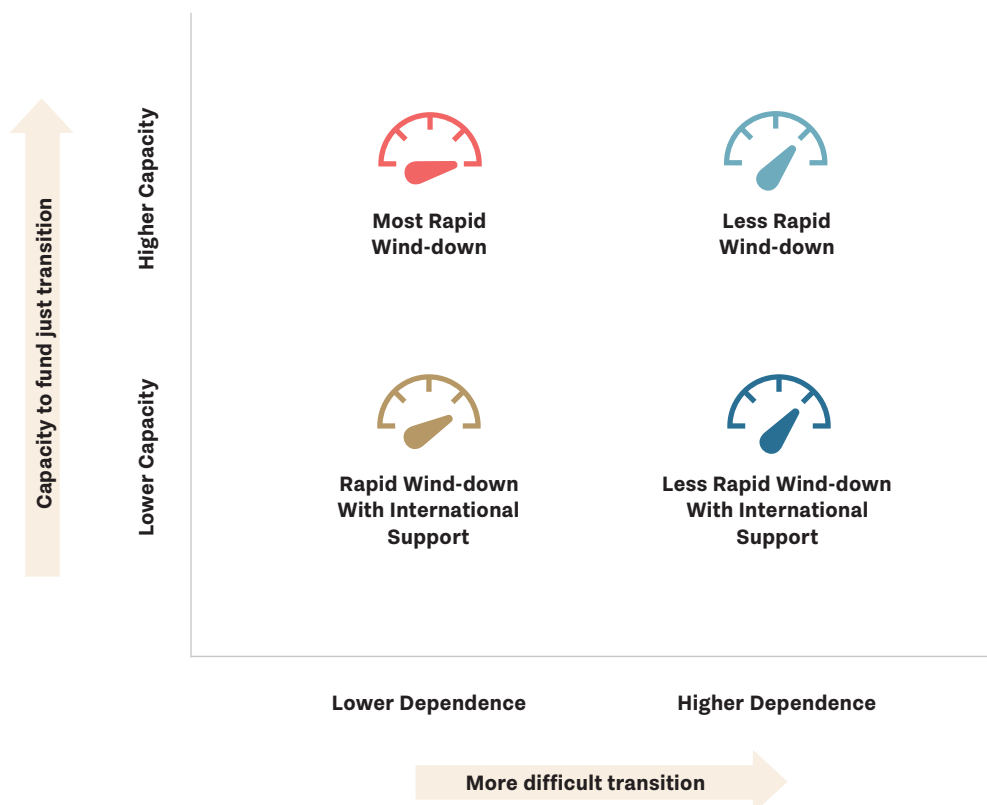 Capacity to fund just transition
Higher Capacity
Lower Capacity
Most Rapid
Wind-down
Less Rapid
Wind-down
Rapid Wind-down
With International
Support
Less Rapid Wind-down
With International
Support
Lower Dependence
Higher Dependence
More difficult transition